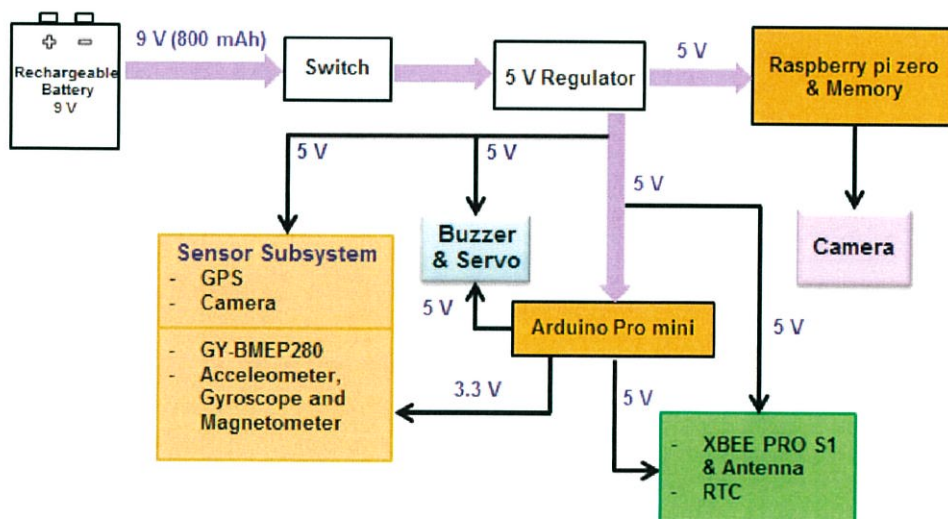 + -
Rechargeable
Battery
9 V
9 V (800 mAh)
Switch
5 V Regulator
5 V
Raspberry pi zero
& Memory
5 V
5 V
5 V
Buzzer
& Servo
Camera
Sensor Subsystem
- GPS
- Camera
- GY-BMEP280
- Acceleometer,
Gyroscope and
Magnetometer
5 V
Arduino Pro mini
5 V
3.3 V
5 V
- XBEE PRO S1
& Antenna
- RTC